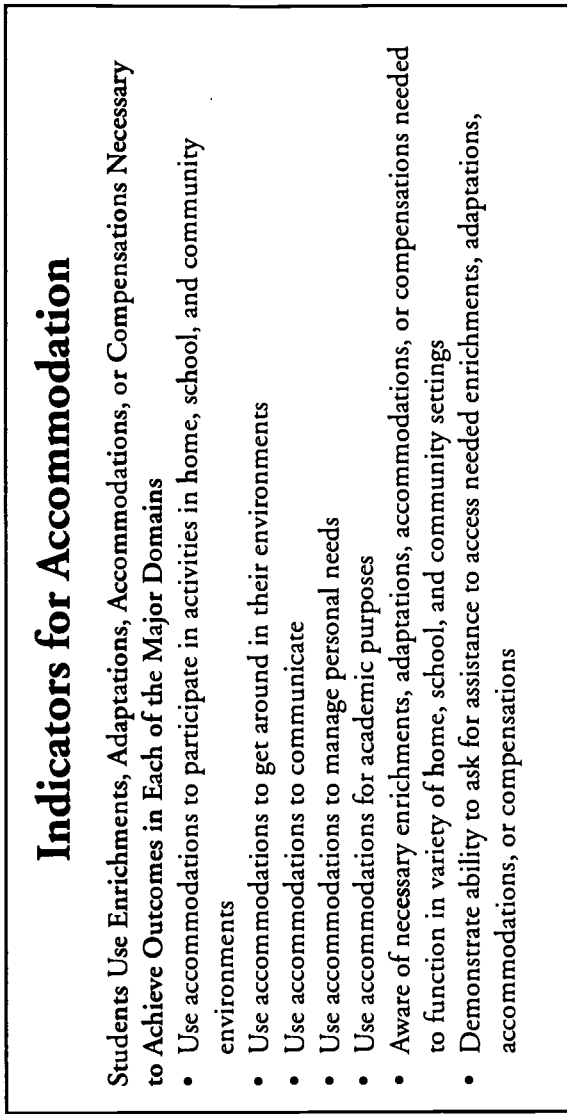 Indicators for Accommodation
Students Use Enrichments, Adaptations, Accommodations, or Compensations Necessary
to Achieve Outcomes in Each of the Major Domains
• Use accommodations to participate in activities in home, school, and community
environments
• Use accommodations to get around in their environments
• Use accommodations to communicate
• Use accommodations to manage personal needs
• Use accommodations for academic purposes
• Aware of necessary enrichments, adaptations, accommodations, or compensations needed
to function in variety of home, school, and community settings
• Demonstrate ability to ask for assistance to access needed enrichments, adaptations,
accommodations, or compensations